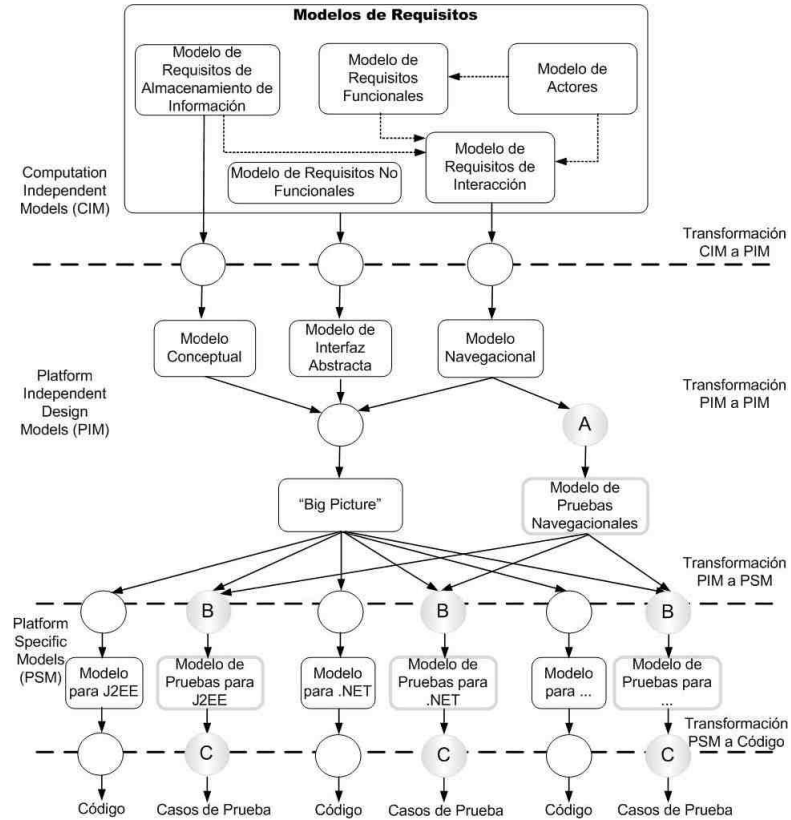 Modelos de Requisitos
Modelo de
Requisitos de
Almacenamiento de
Información
Modelo de
Requisitos
Funcionales
Modelo de
Actores
Modelo de Requisitos No
Funcionales
Modelo de
Requisitos de
Interacción
Computation
Independent
Models (CIM)
Transformación
CIM a PIM
Modelo
Conceptual
Modelo de
Interfaz
Abstracta
Modelo
Navegacional
Platform
Independent
Design
Models (PIM)
Transformación
PIM a PIM
A
"Big Picture"
Modelo de
Pruebas
Navegacionales
Transformación
PIM a PSM
B
B
B
Platform
Specific
Models
(PSM)
Modelo
para J2EE
Modelo de
Pruebas para
J2EE
Modelo
para .NET
Modelo de
Pruebas para
.NET
Modelo
para ...
Modelo de
Pruebas para
...
Transformación
PSM a Código
C
C
C
Código
Casos de Prueba
Código
Casos de Prueba
Código
Casos de Prueba